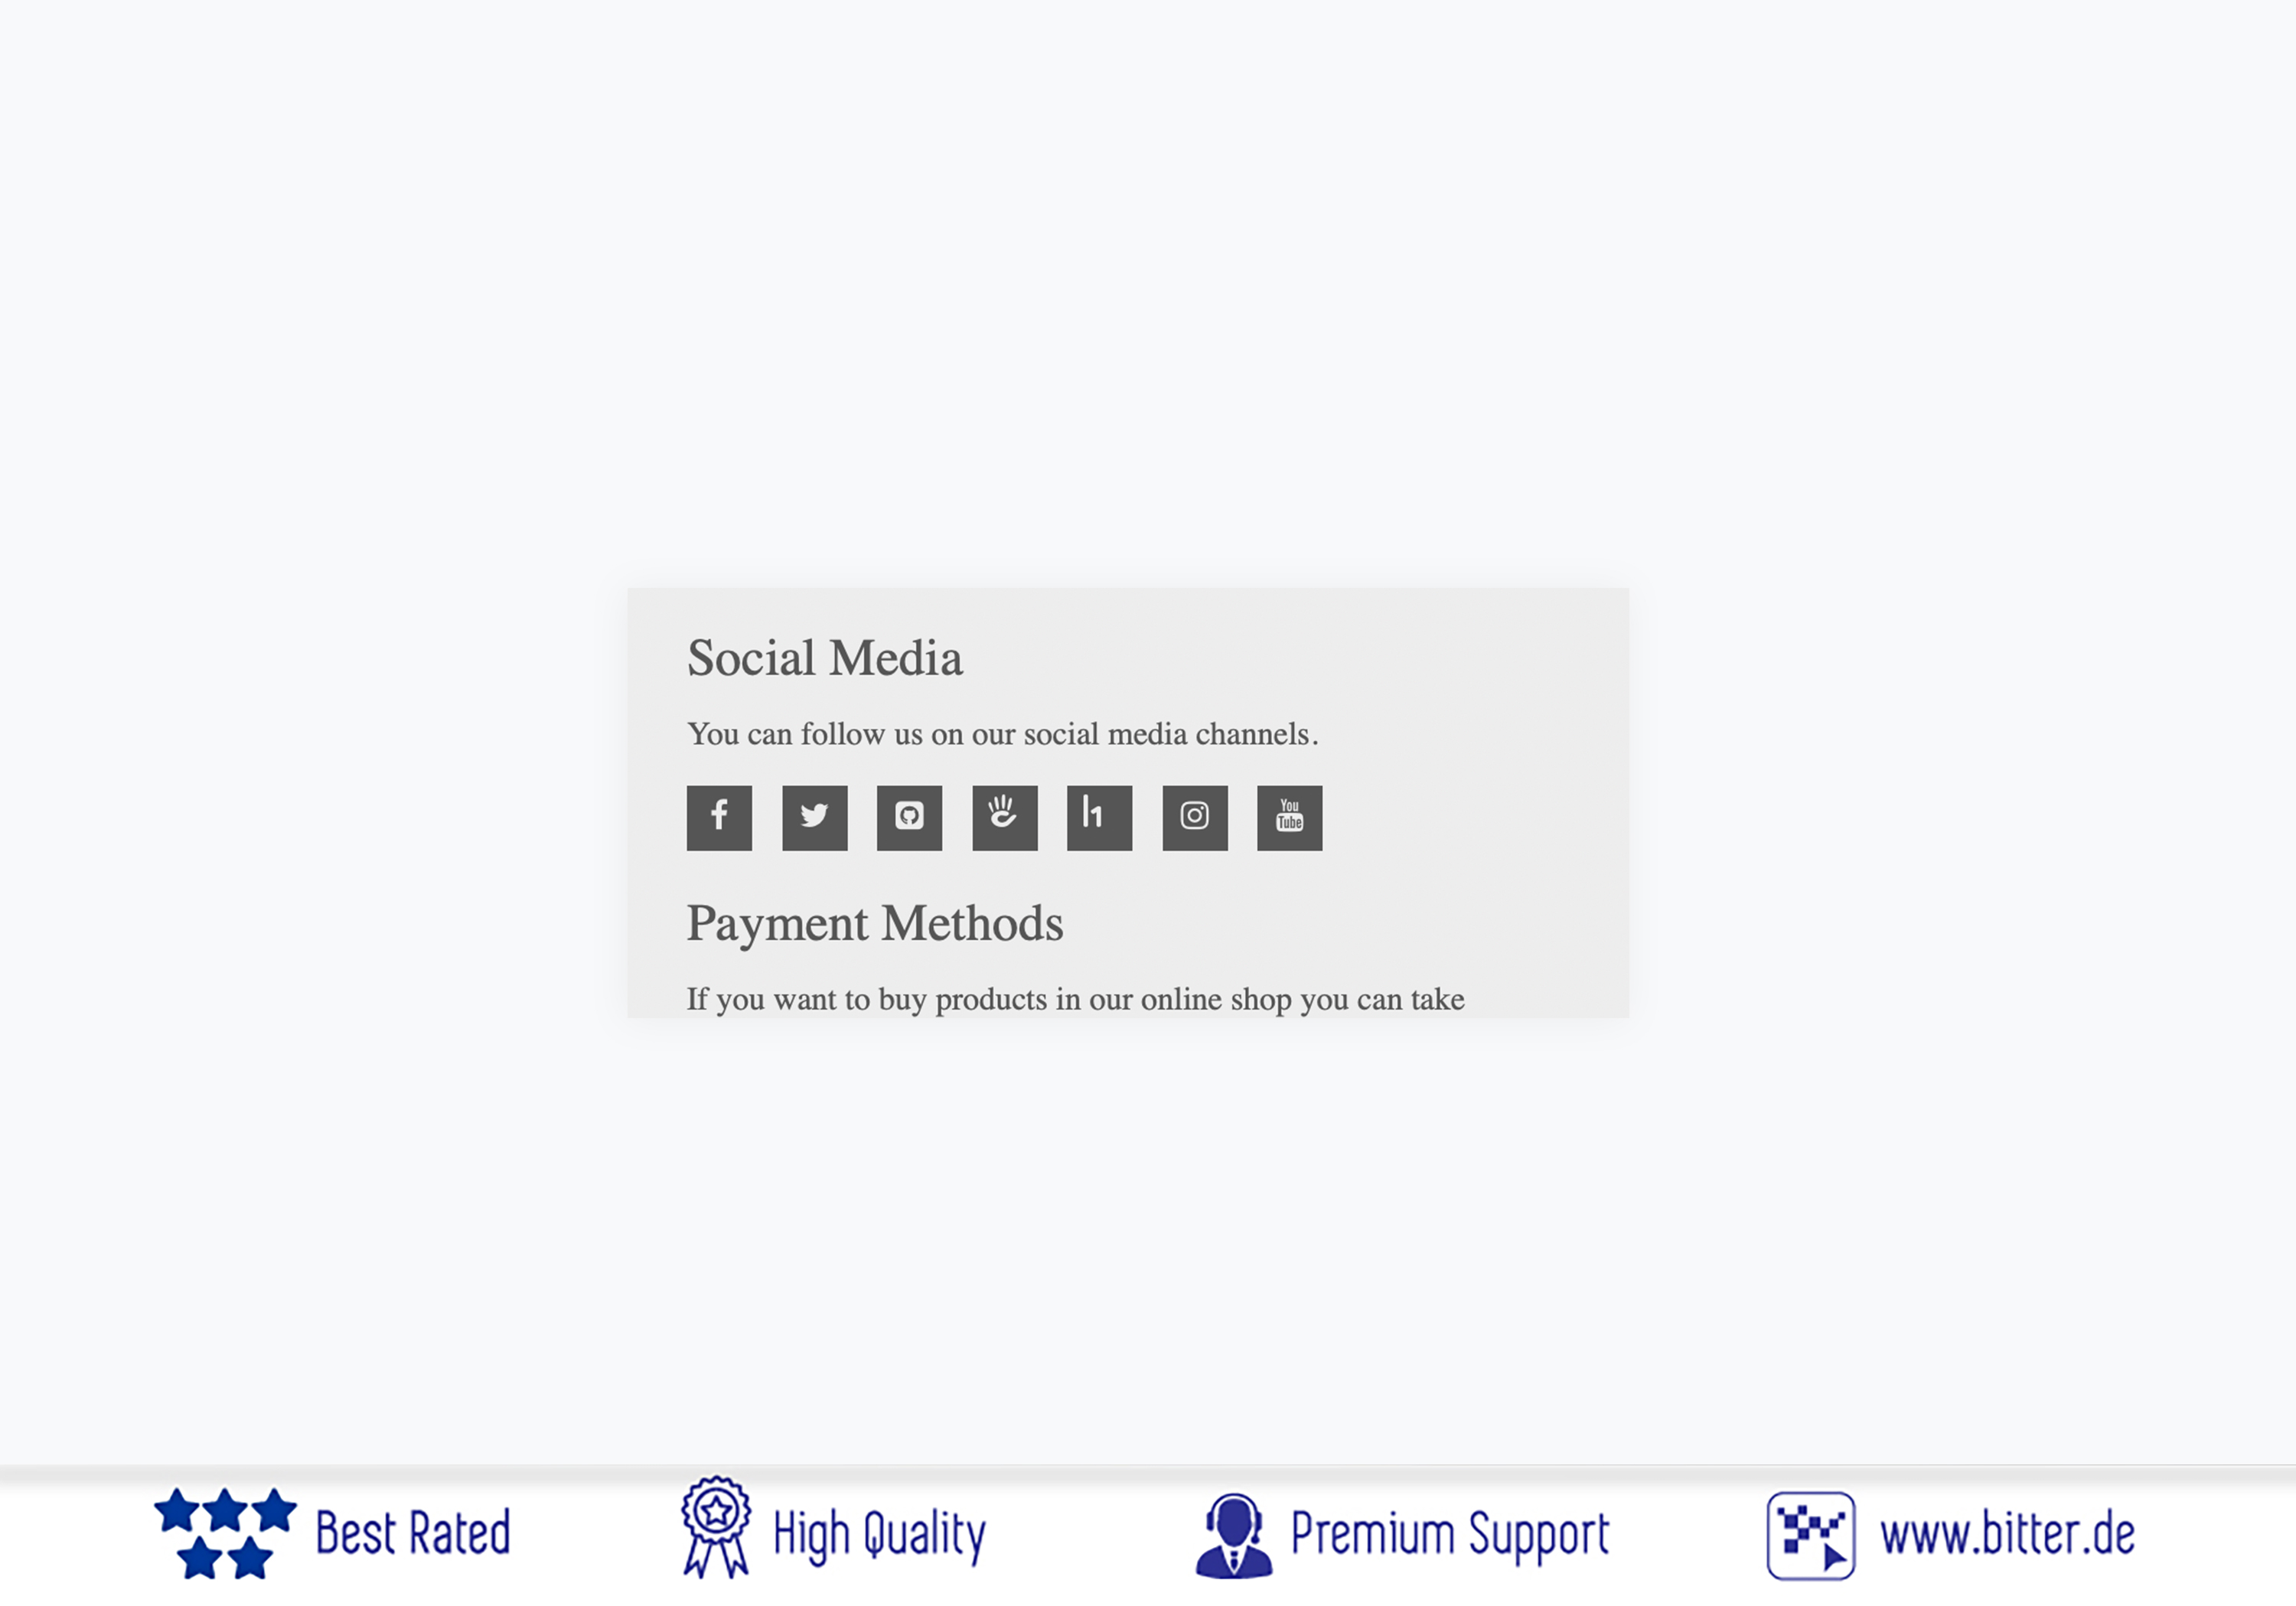 Social Media
You can follow us on our social media channels.
f
h1
You
Tube
Payment Methods
If you want to buy products in our online shop you can take
Best Rated
High Quality
Premium Support
www.bitter.de